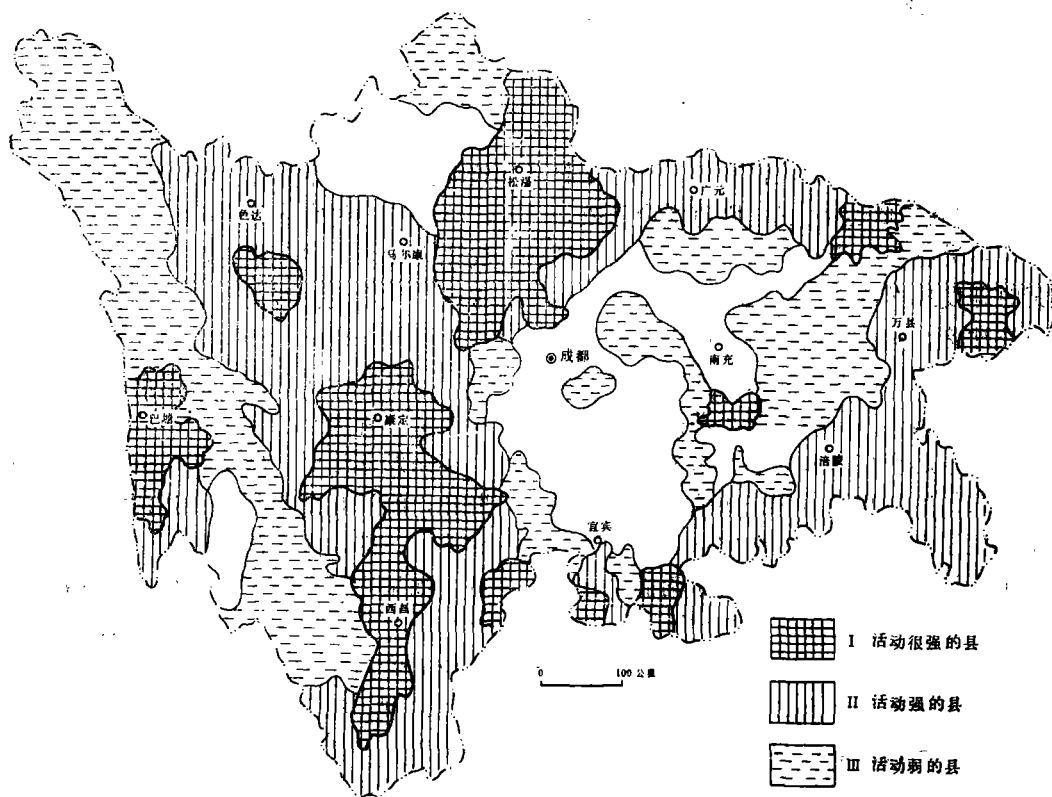 松潘
广元
色达
马尔康
万县
成都
南充
巴塘
康定
涪陵
宜宾
西昌
I 活动很强的县
0 100 公里
II 活动强的县
III 活动弱的县